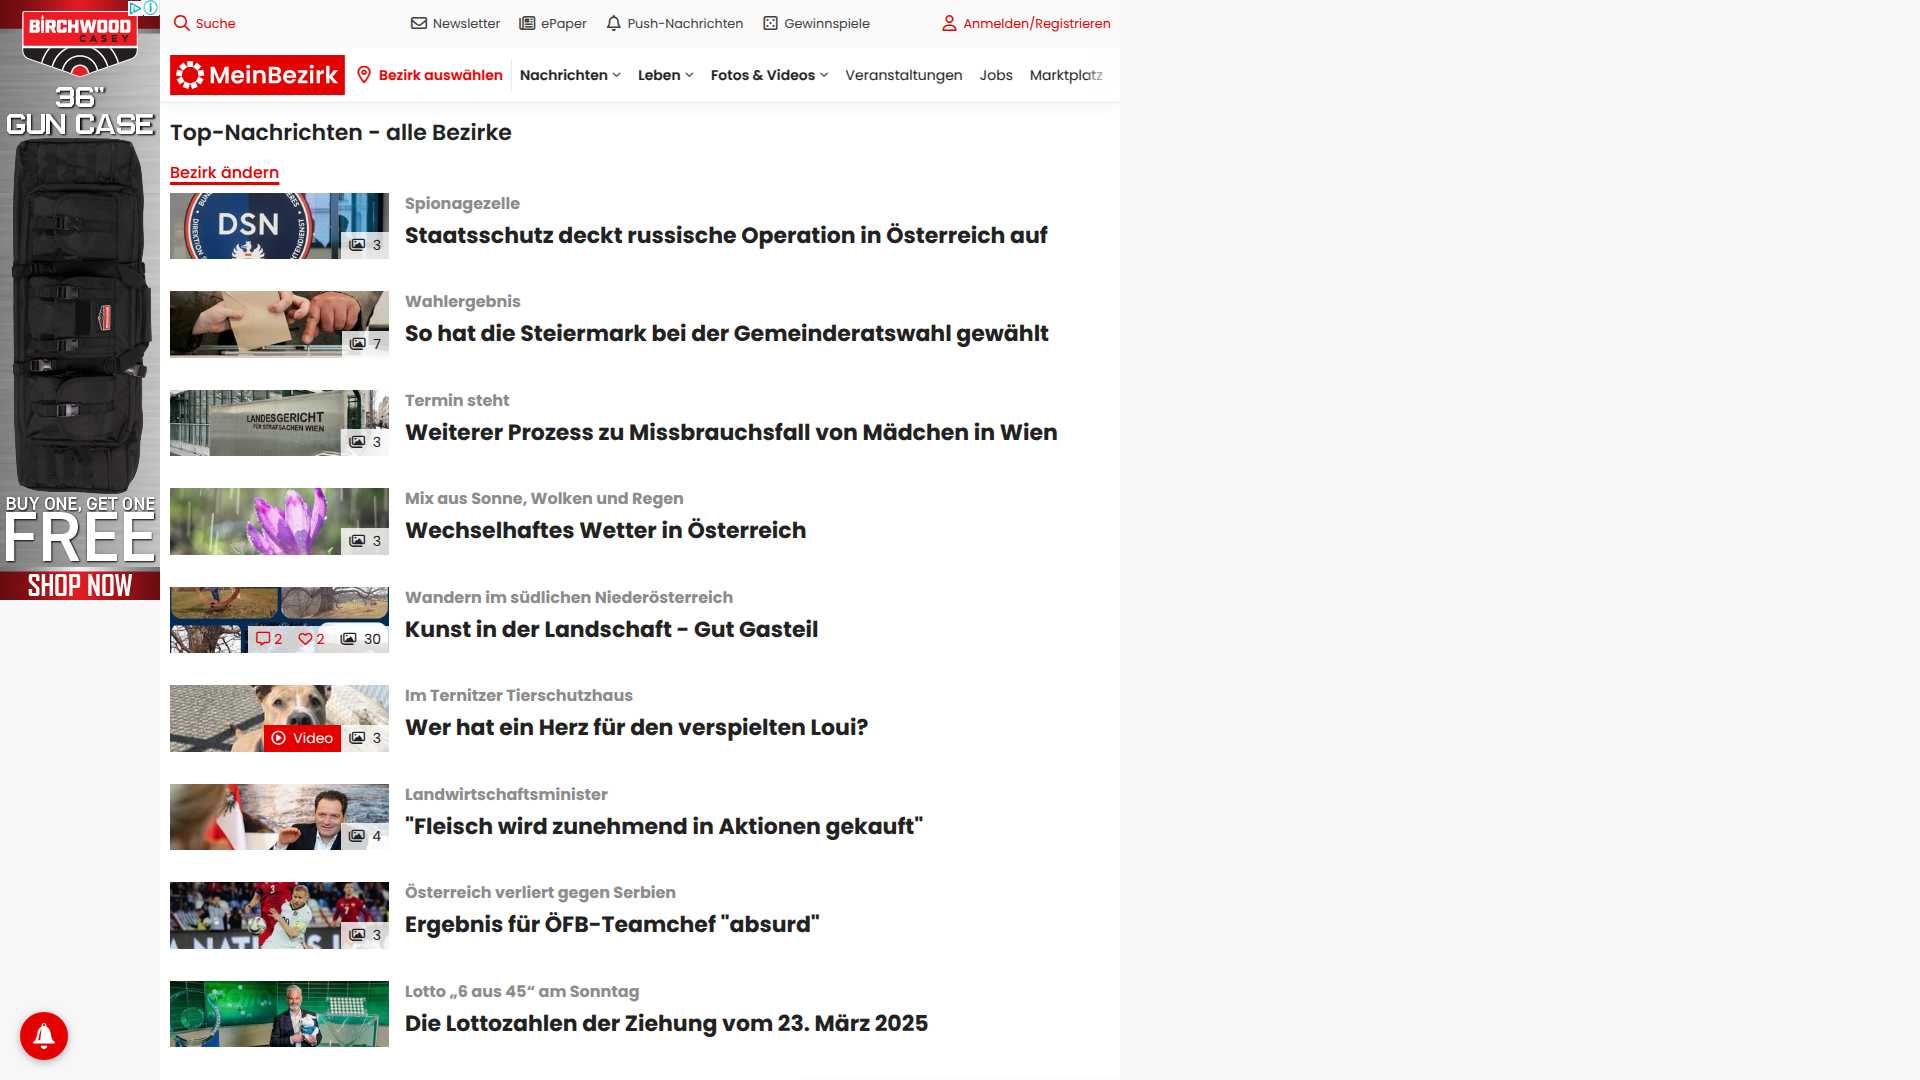 BIRCHWOOD
CASEY
36"
GUN CASE
BUY ONE, GET ONE
FREE
SHOP NOW
Suche
Newsletter
ePaper
Push-Nachrichten
Gewinnspiele
Anmelden/Registrieren
MeinBezirk
Bezirk auswählen
Nachrichten
Leben
Fotos & Videos
Veranstaltungen
Jobs
Marktplatz
Top-Nachrichten - alle Bezirke
Bezirk ändern
DSN
3
Spionagezelle
Staatsschutz deckt russische Operation in Österreich auf
7
Wahlergebnis
So hat die Steiermark bei der Gemeinderatswahl gewählt
LANDESGERICHT
FÜR STRAFSACHEN WIEN
3
Termin steht
Weiterer Prozess zu Missbrauchsfall von Mädchen in Wien
3
Mix aus Sonne, Wolken und Regen
Wechselhaftes Wetter in Österreich
2 2 30
Wandern im südlichen Niederösterreich
Kunst in der Landschaft - Gut Gasteil
Video 3
Im Ternitzer Tierschutzhaus
Wer hat ein Herz für den verspielten Loui?
4
Landwirtschaftsminister
"Fleisch wird zunehmend in Aktionen gekauft"
3
Österreich verliert gegen Serbien
Ergebnis für ÖFB-Teamchef "absurd"
Lotto „6 aus 45“ am Sonntag
Die Lottozahlen der Ziehung vom 23. März 2025